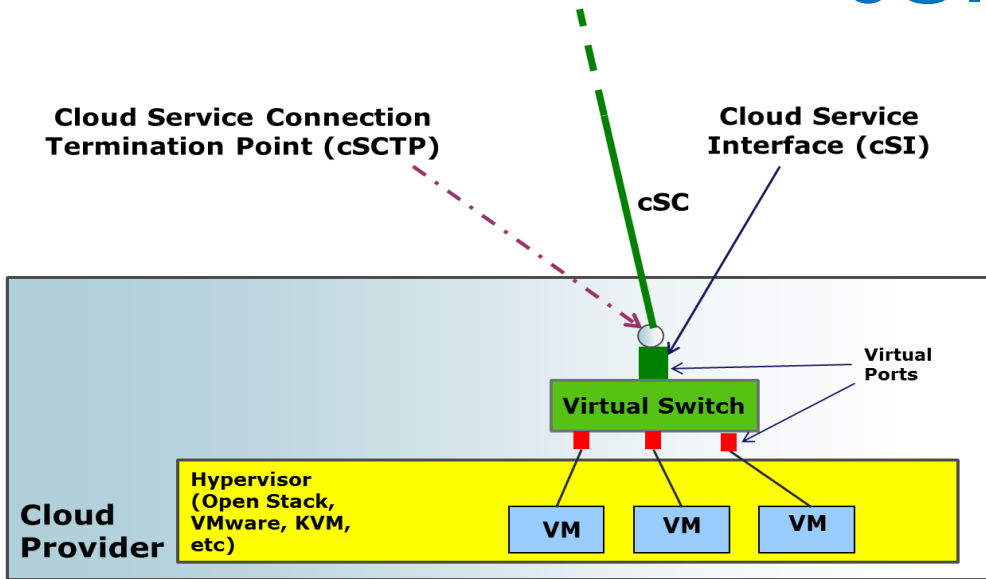 Cloud Service Connection
Termination Point (cSCTP)
Cloud Service
Interface (cSI)
cSC
Virtual
Ports
Virtual Switch
Hypervisor
(Open Stack,
VMware, KVM,
etc)
Cloud
Provider
VM
VM
VM